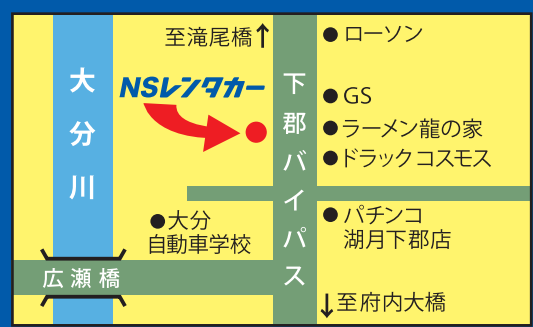 至滝尾橋
ローソン
大分川
NSレンタカー
下郡バイパス
GS
ラーメン龍の家
ドラックコスモス
大分
自動車学校
パチンコ
湖月下郡店
広瀬橋
至府内大橋